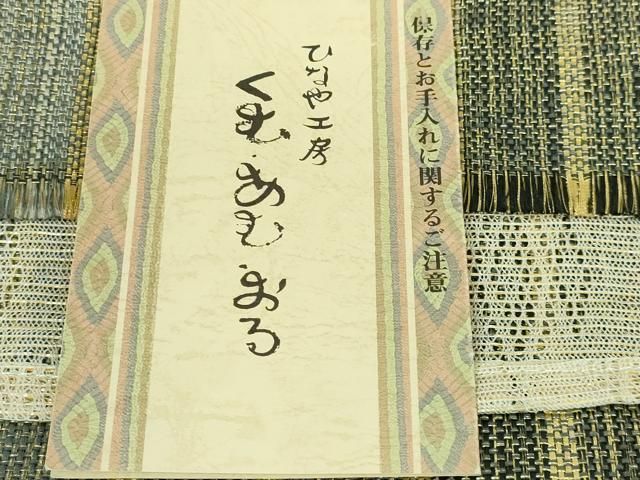 保存とお手入れに関するご注意
ひなや工房
くむ・あむ・おる